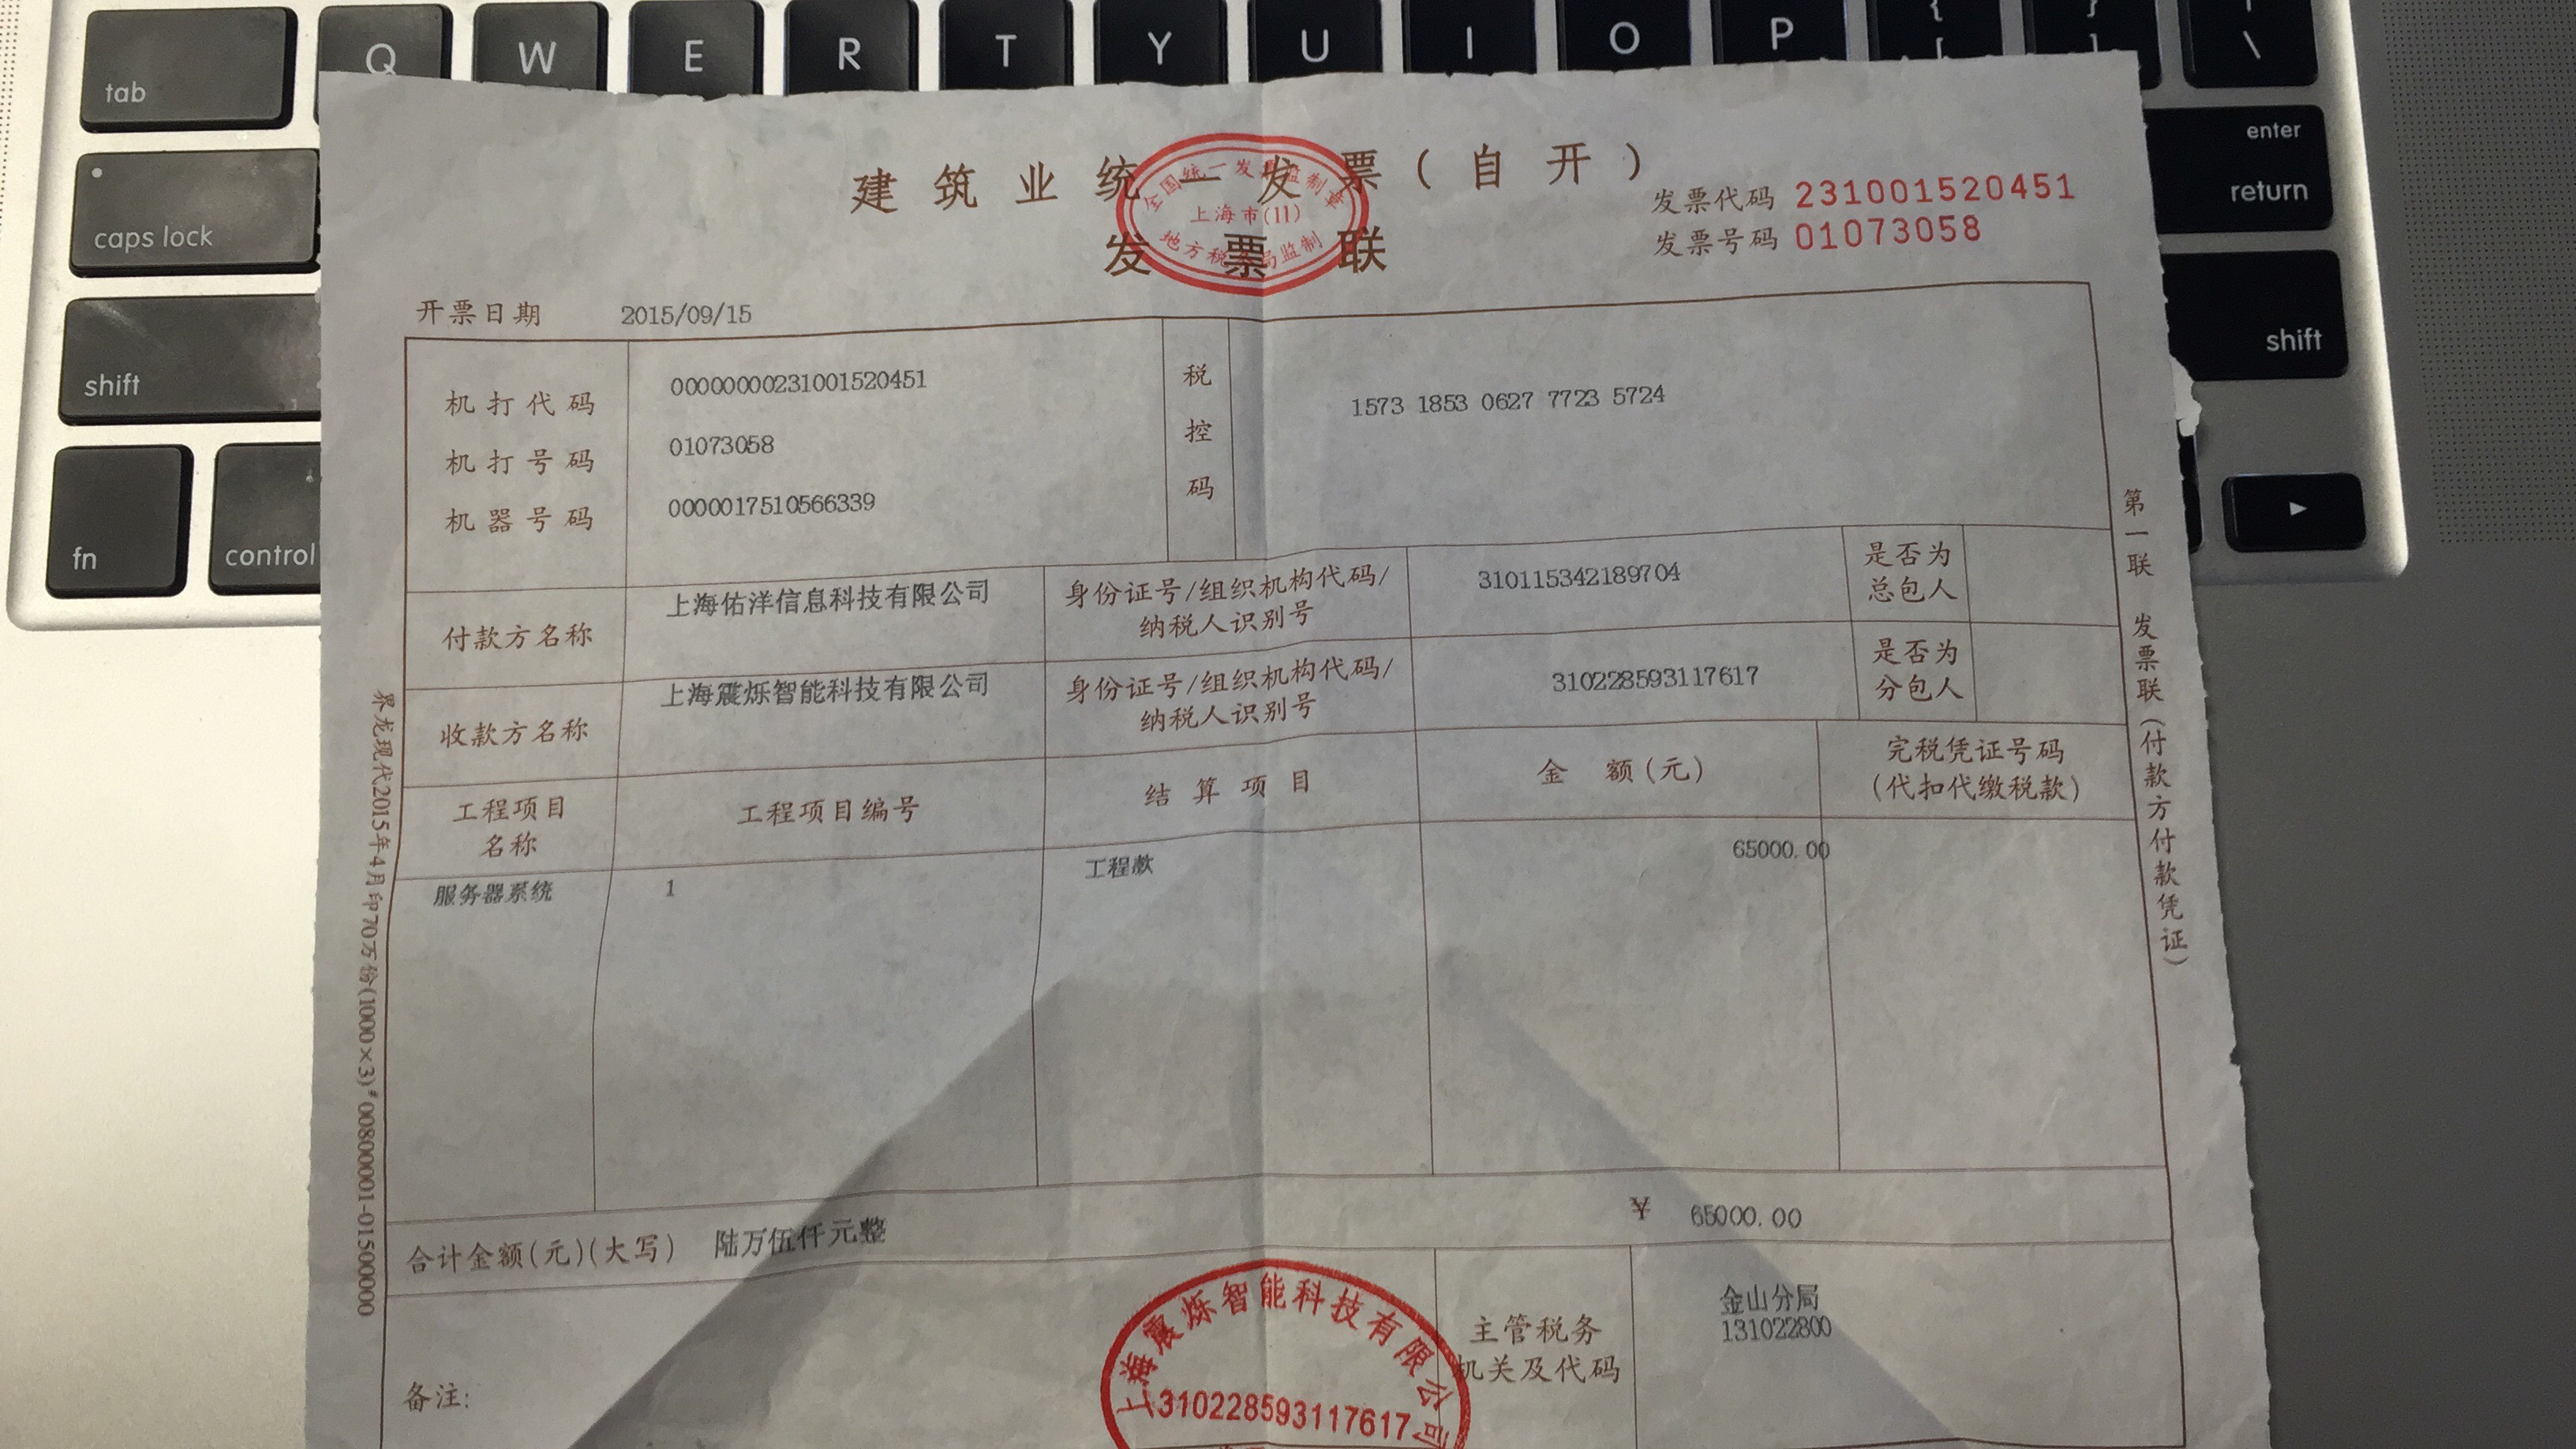 建筑业统一发票（自开）
发票联
全国统一发票监制章
上海市(11)
地方税务局监制
发票代码 231001520451
发票号码 01073058
开票日期 2015/09/15
机打代码 00000000231001520451
机打号码 01073058
机器号码 0000017510566339
税控码
1573 1853 0627 7723 5724
付款方名称 上海佑洋信息科技有限公司
身份证号/组织机构代码/
纳税人识别号
310115342189704
是否为
总包人
收款方名称 上海震烁智能科技有限公司
身份证号/组织机构代码/
纳税人识别号
310228593117617
是否为
分包人
工程项目
名称
工程项目编号
结算项目
金 额(元)
完税凭证号码
(代扣代缴税款)
服务器系统 1 工程款 65000.00
合计金额(元)(大写) 陆万伍仟元整 ¥ 65000.00
备注:
上海震烁智能科技有限公司
310228593117617
主管税务
机关及代码
金山分局
131022800
第一联 发票联(付款方付款凭证)
2015年4月印70万份(1000×3)*00800001-01500000
tab
caps lock
shift
fn
control
Q
W
E
R
T
Y
U
I
O
P
\
enter
return
shift